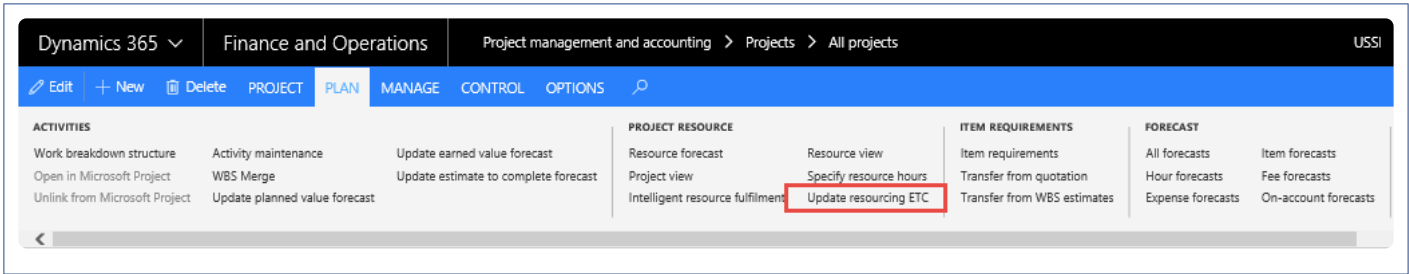 Dynamics 365 Finance and Operations Project management and accounting > Projects > All projects USSI
Edit + New Delete PROJECT PLAN MANAGE CONTROL OPTIONS
ACTIVITIES PROJECT RESOURCE ITEM REQUIREMENTS FORECAST
Work breakdown structure Activity maintenance Update earned value forecast Resource forecast Resource view Item requirements All forecasts Item forecasts
Open in Microsoft Project WBS Merge Update estimate to complete forecast Project view Specify resource hours Transfer from quotation Hour forecasts Fee forecasts
Unlink from Microsoft Project Update planned value forecast Intelligent resource fulfilment Update resourcing ETC Transfer from WBS estimates Expense forecasts On-account forecasts